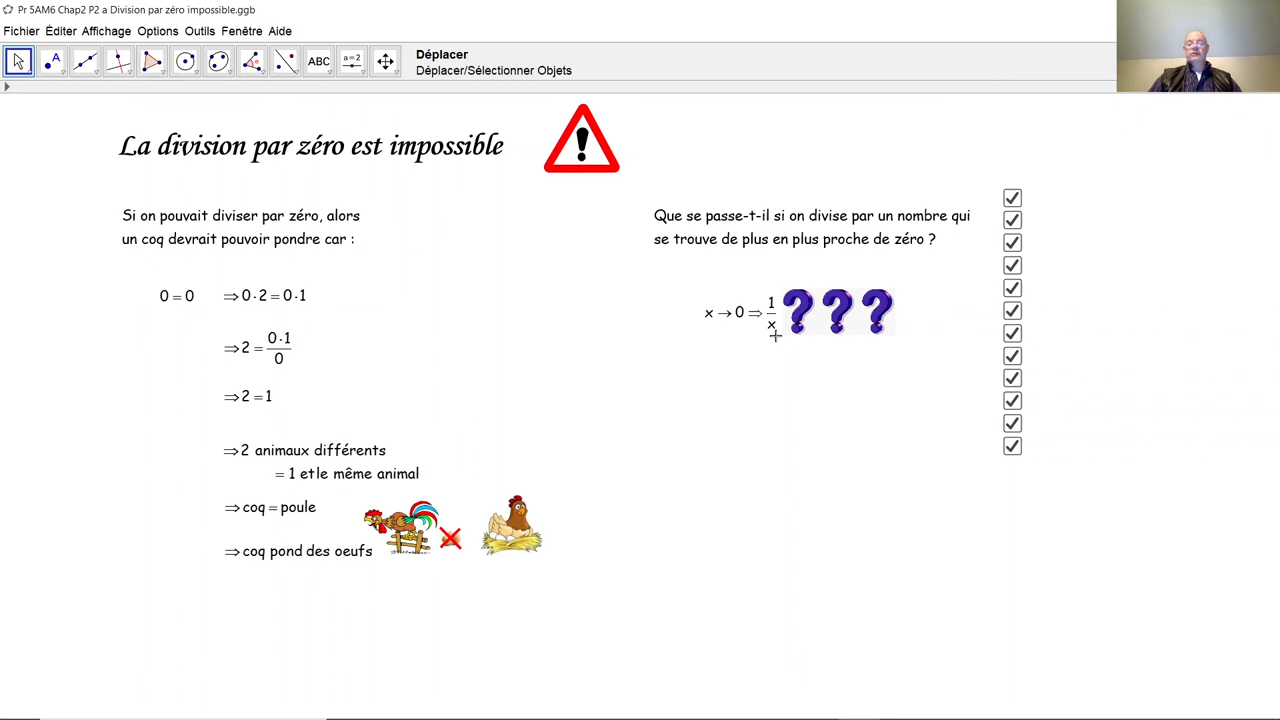 Pr 5AM6 Chap2 P2 a Division par zéro impossible.ggb
Fichier Éditer Affichage Options Outils Fenêtre Aide
A
ABC
a=2
Déplacer
Déplacer/Sélectionner Objets
La division par zéro est impossible
!
Si on pouvait diviser par zéro, alors
un coq devrait pouvoir pondre car :
0 = 0 ⇒ 0 · 2 = 0 · 1
⇒ 2 = 0 · 1 / 0
⇒ 2 = 1
⇒ 2 animaux différents
= 1 et le même animal
⇒ coq = poule
⇒ coq pond des oeufs
Que se passe-t-il si on divise par un nombre qui
se trouve de plus en plus proche de zéro ?
x → 0 ⇒ 1 / x ? ? ?